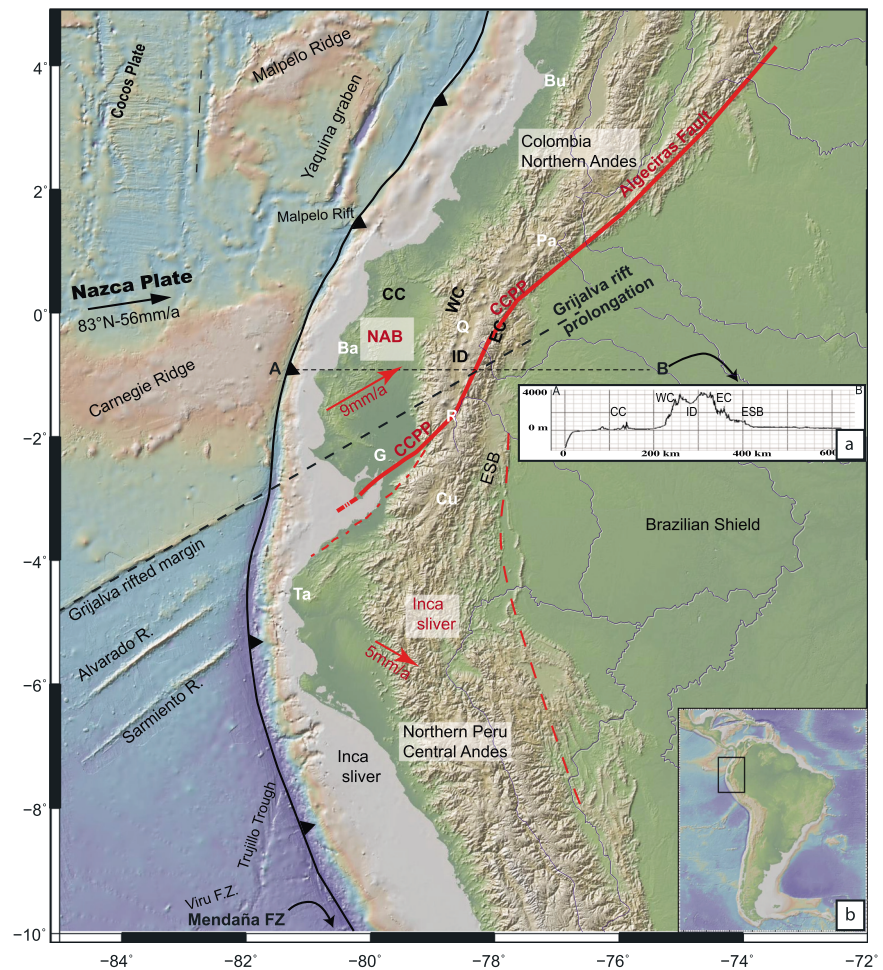 4°
2°
0°
−2°
−4°
−6°
−8°
−10°
−84°
−82°
−80°
−78°
−76°
−74°
−72°
Cocos Plate
Malpelo Ridge
Yaquina graben
Malpelo Rift
Bu
Colombia
Northern Andes
Algeciras Fault
Pa
Nazca Plate
83°N-56mm/a
Carnegie Ridge
CC
WC
CCPP
Grijalva rift
prolongation
Q
EC
NAB
Ba
ID
A
B
9mm/a
R
CCPP
G
ESB
Cu
A
B
4000
0 m
CC
WC
ID
EC
ESB
0
200 km
400 km
a
Brazilian Shield
Grijalva rifted margin
Alvarado R.
Sarmiento R.
Ta
Inca
sliver
5mm/a
Northern Peru
Central Andes
Inca
sliver
Trujillo Trough
Viru F.Z.
Mendaña FZ
b